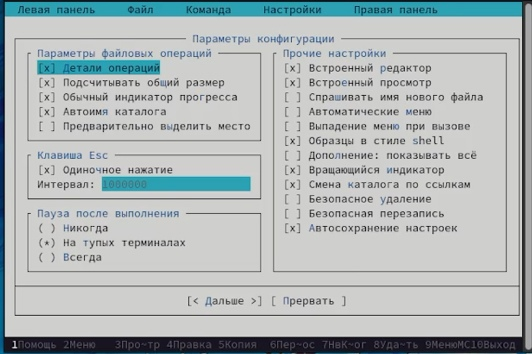 Левая панель Файл Команда Настройки Правая панель
Параметры конфигурации
Параметры файловых операций
[x] Детали операций
[x] Подсчитывать общий размер
[x] Обычный индикатор прогресса
[x] Автоимя каталога
[ ] Предварительно выделить место
Клавиша Esc
[x] Одиночное нажатие
Интервал: 1000000
Пауза после выполнения
( ) Никогда
(*) На тупых терминалах
( ) Всегда
Прочие настройки
[x] Встроенный редактор
[x] Встроенный просмотр
[ ] Спрашивать имя нового файла
[ ] Автоматические меню
[ ] Выпадение меню при вызове
[x] Образцы в стиле shell
[ ] Дополнение: показывать всё
[x] Вращающийся индикатор
[x] Смена каталога по ссылкам
[ ] Безопасное удаление
[ ] Безопасная перезапись
[x] Автосохранение настроек
[< Дальше >] [ Прервать ]
1Помощь 2Меню 3Про~тр 4Правка 5Копия 6Пер~ос 7НвК~ог 8Уда~ть 9МенюMC10Выход